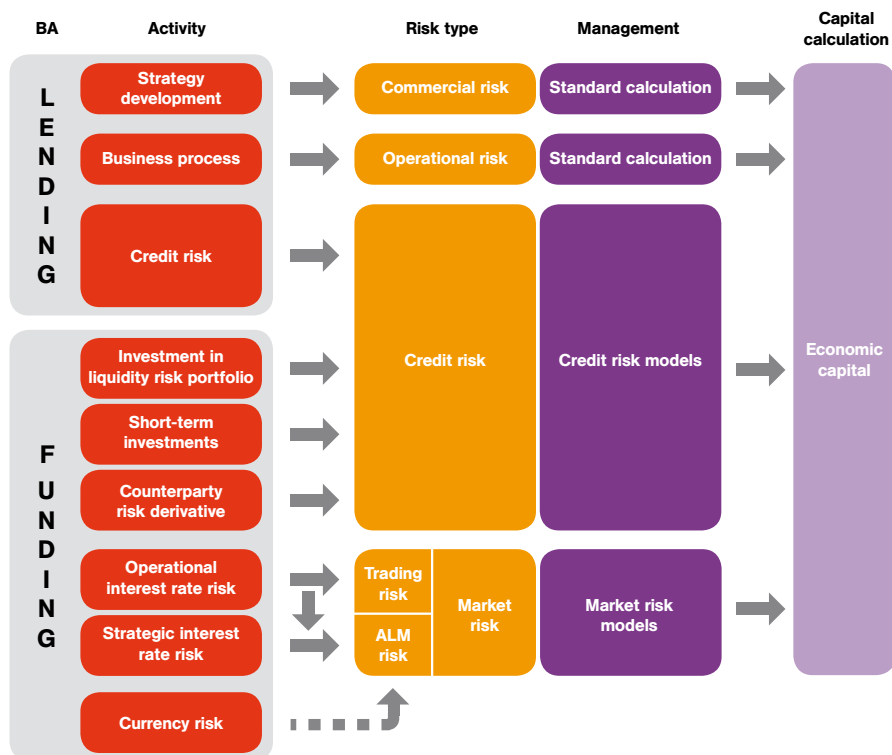 BA
Activity
Risk type
Management
Capital
calculation
LENDING
Strategy
development
Commercial risk
Standard calculation
Business process
Operational risk
Standard calculation
Credit risk
Credit risk
Credit risk models
Economic
capital
FUNDING
Investment in
liquidity risk portfolio
Short-term
investments
Counterparty
risk derivative
Operational
interest rate risk
Trading
risk
Market
risk
Market risk
models
Strategic interest
rate risk
ALM
risk
Currency risk